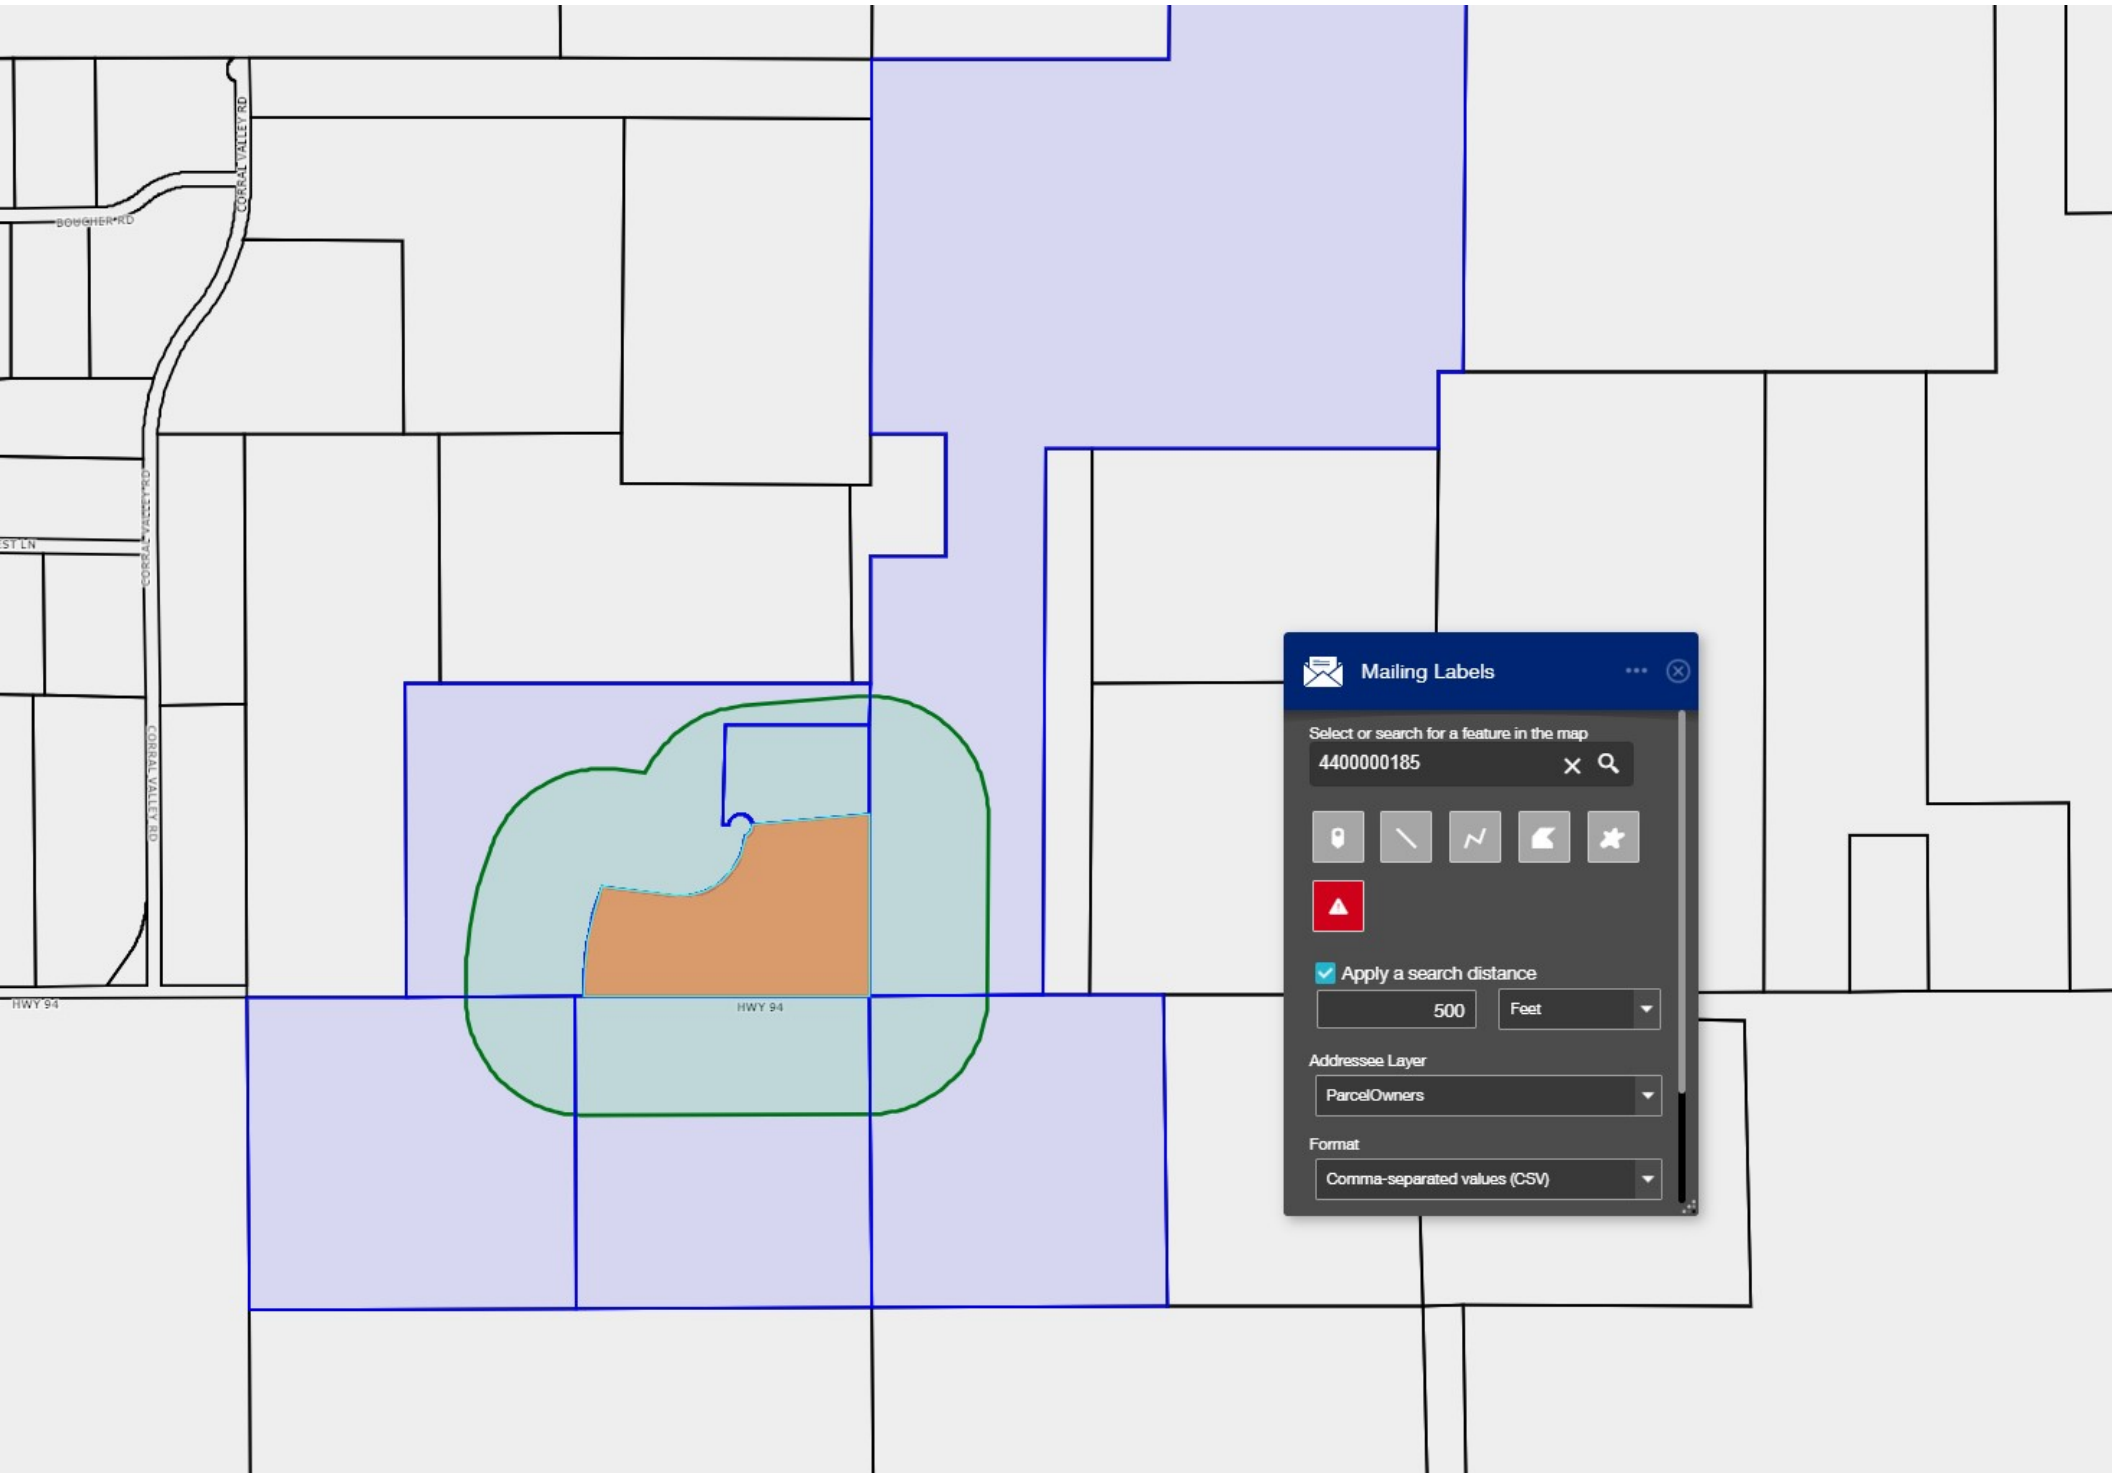 CORRAL VALLEY RD
BOUCHER RD
CORRAL VALLEY RD
EST LN
Mailing Labels
Select or search for a feature in the map
4400000185
CORRAL VALLEY RD
Apply a search distance
HWY 94
HWY 94
500
Feet
Addressee Layer
ParcelOwners
Format
Comma-separated values (CSV)